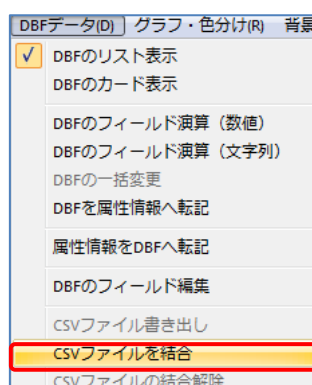 DBFデータ(D) グラフ・色分け(R) 背景
DBFのリスト表示
DBFのカード表示
DBFのフィールド演算（数値）
DBFのフィールド演算（文字列）
DBFの一括変更
DBFを属性情報へ転記
属性情報をDBFへ転記
DBFのフィールド編集
CSVファイル書き出し
CSVファイルを結合
CSVファイルの結合解除